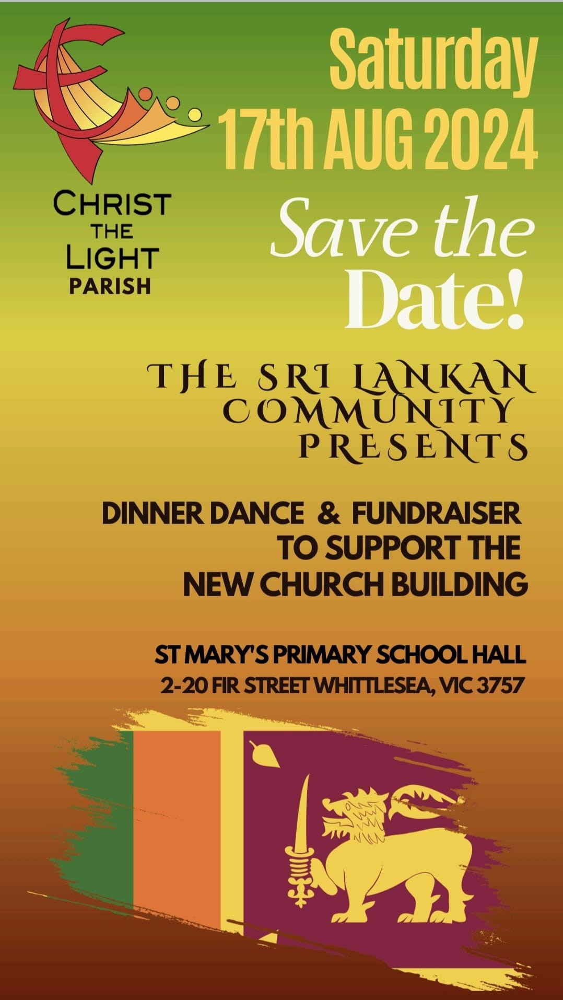 Saturday
17th AUG 2024
CHRIST
THE
LIGHT
PARISH
Save the
Date!
THE SRI LANKAN
COMMUNITY
PRESENTS
DINNER DANCE & FUNDRAISER
TO SUPPORT THE
NEW CHURCH BUILDING
ST MARY'S PRIMARY SCHOOL HALL
2-20 FIR STREET WHITTLESEA, VIC 3757